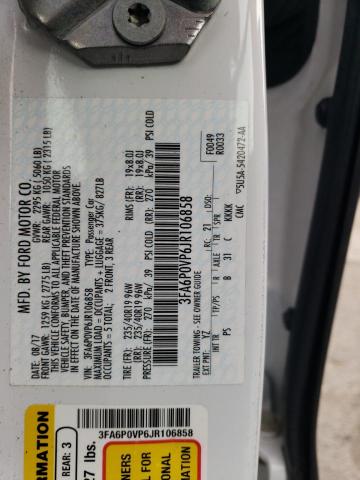 MFD. BY FORD MOTOR CO.
DATE: 08/17 GVWR: 2295 KG ( 5060 LB)
FRONT GAWR: 1259 KG (2775 LB) REAR GAWR: 1050 KG ( 2315 LB)
THIS VEHICLE CONFORMS TO ALL APPLICABLE FEDERAL MOTOR VEHICLE
SAFETY, BUMPER, AND THEFT PREVENTION STANDARDS
IN EFFECT ON THE DATE OF MANUFACTURE SHOWN ABOVE.
VIN: 3FA6P0VP6JR106858 TYPE: Passenger Car
MAXIMUM LOAD = OCCUPANTS + LUGGAGE = 375KG / 827LB
OCCUPANTS = 5 TOTAL, 2 FRONT, 3 REAR
TIRE (FR): 235/40R19 96W RIMS (FR): 19x8.0J
TIRE (RR): 235/40R19 96W RIMS (RR): 19x8.0J
PRESSURE (FR): 270 kPa / 39 PSI COLD (RR): 270 kPa / 39 PSI COLD
3FA6P0VP6JR106858
F0049
R0033
TRAILER TOWING - SEE OWNER GUIDE
EXT PNT: YZ RC: 21 DSO:
INT TR
PS B 31 C KKKK
CMC 5U5A-5420472-AA
3FA6P0VP6JR106858
REAR: 3
27 lbs.